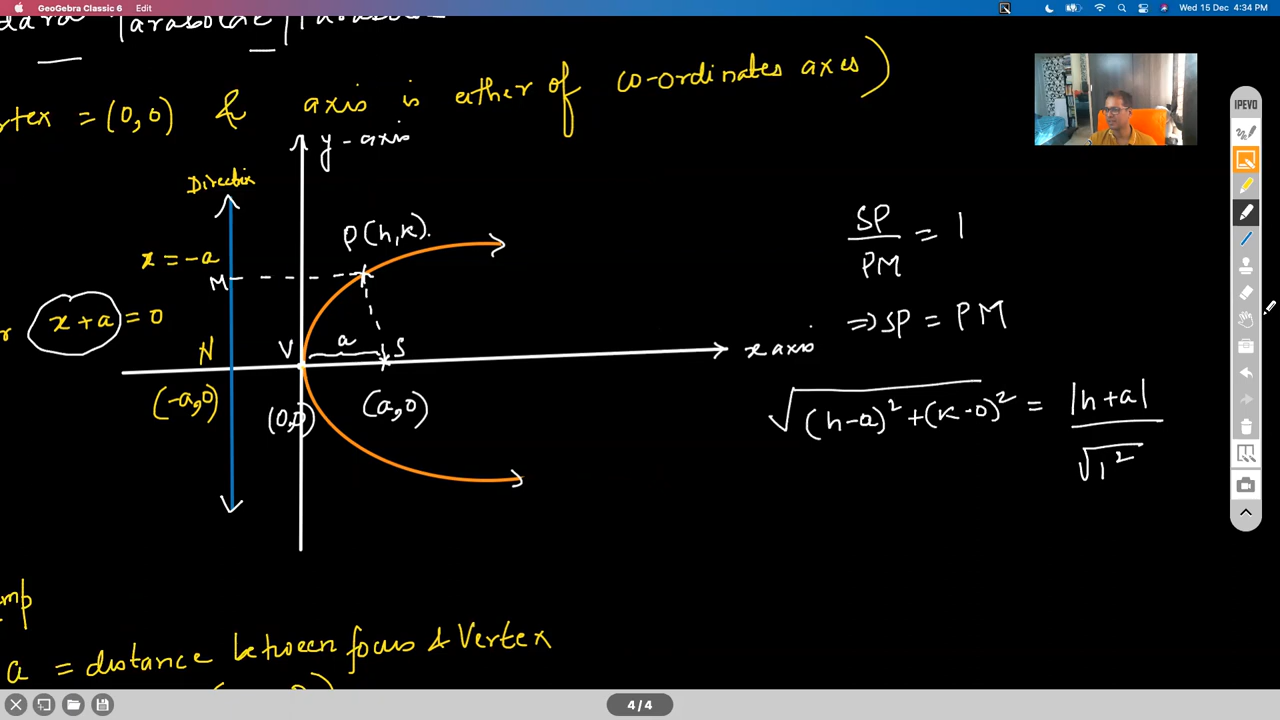 GeoGebra Classic 6 Edit Wed 15 Dec 4:34 PM
= (0,0) & axis is either of co-ordinates axes)
y-axis
Directix
P(h,k).
x = -a
M
x+a = 0
N
V
a
S
x axis
(-a,0)
(0,0)
(a,0)
SP/PM = 1
⇒ SP = PM
√((h-a)²+(k-0)²) = |h+a|/√1²
a = distance between focus & Vertex
IPEVO
4 / 4